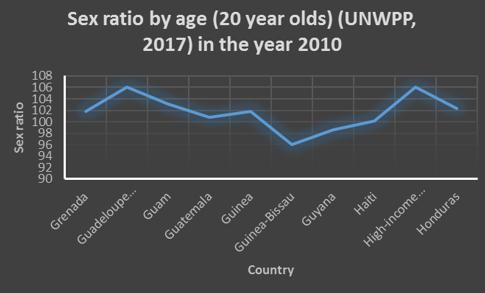 Sex ratio by age (20 year olds) (UNWPP,
2017) in the year 2010
Sex ratio
108
106
104
102
100
98
96
94
92
90
Grenada
Guadeloupe...
Guam
Guatemala
Guinea
Guinea-Bissau
Guyana
Haiti
High-income...
Honduras
Country